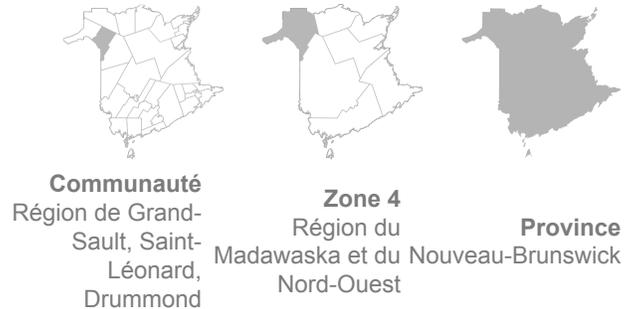 Communauté
Région de Grand-
Sault, Saint-
Léonard,
Drummond
Zone 4
Région du
Madawaska et du
Nord-Ouest
Province
Nouveau-Brunswick